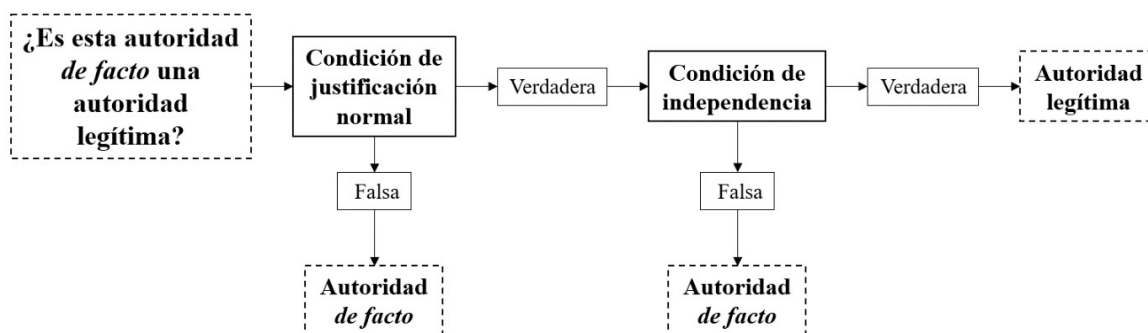 ¿Es esta autoridad
de facto una
autoridad
legítima?
Condición de
justificación
normal
Verdadera
Condición de
independencia
Verdadera
Autoridad
legítima
Falsa
Falsa
Autoridad
de facto
Autoridad
de facto